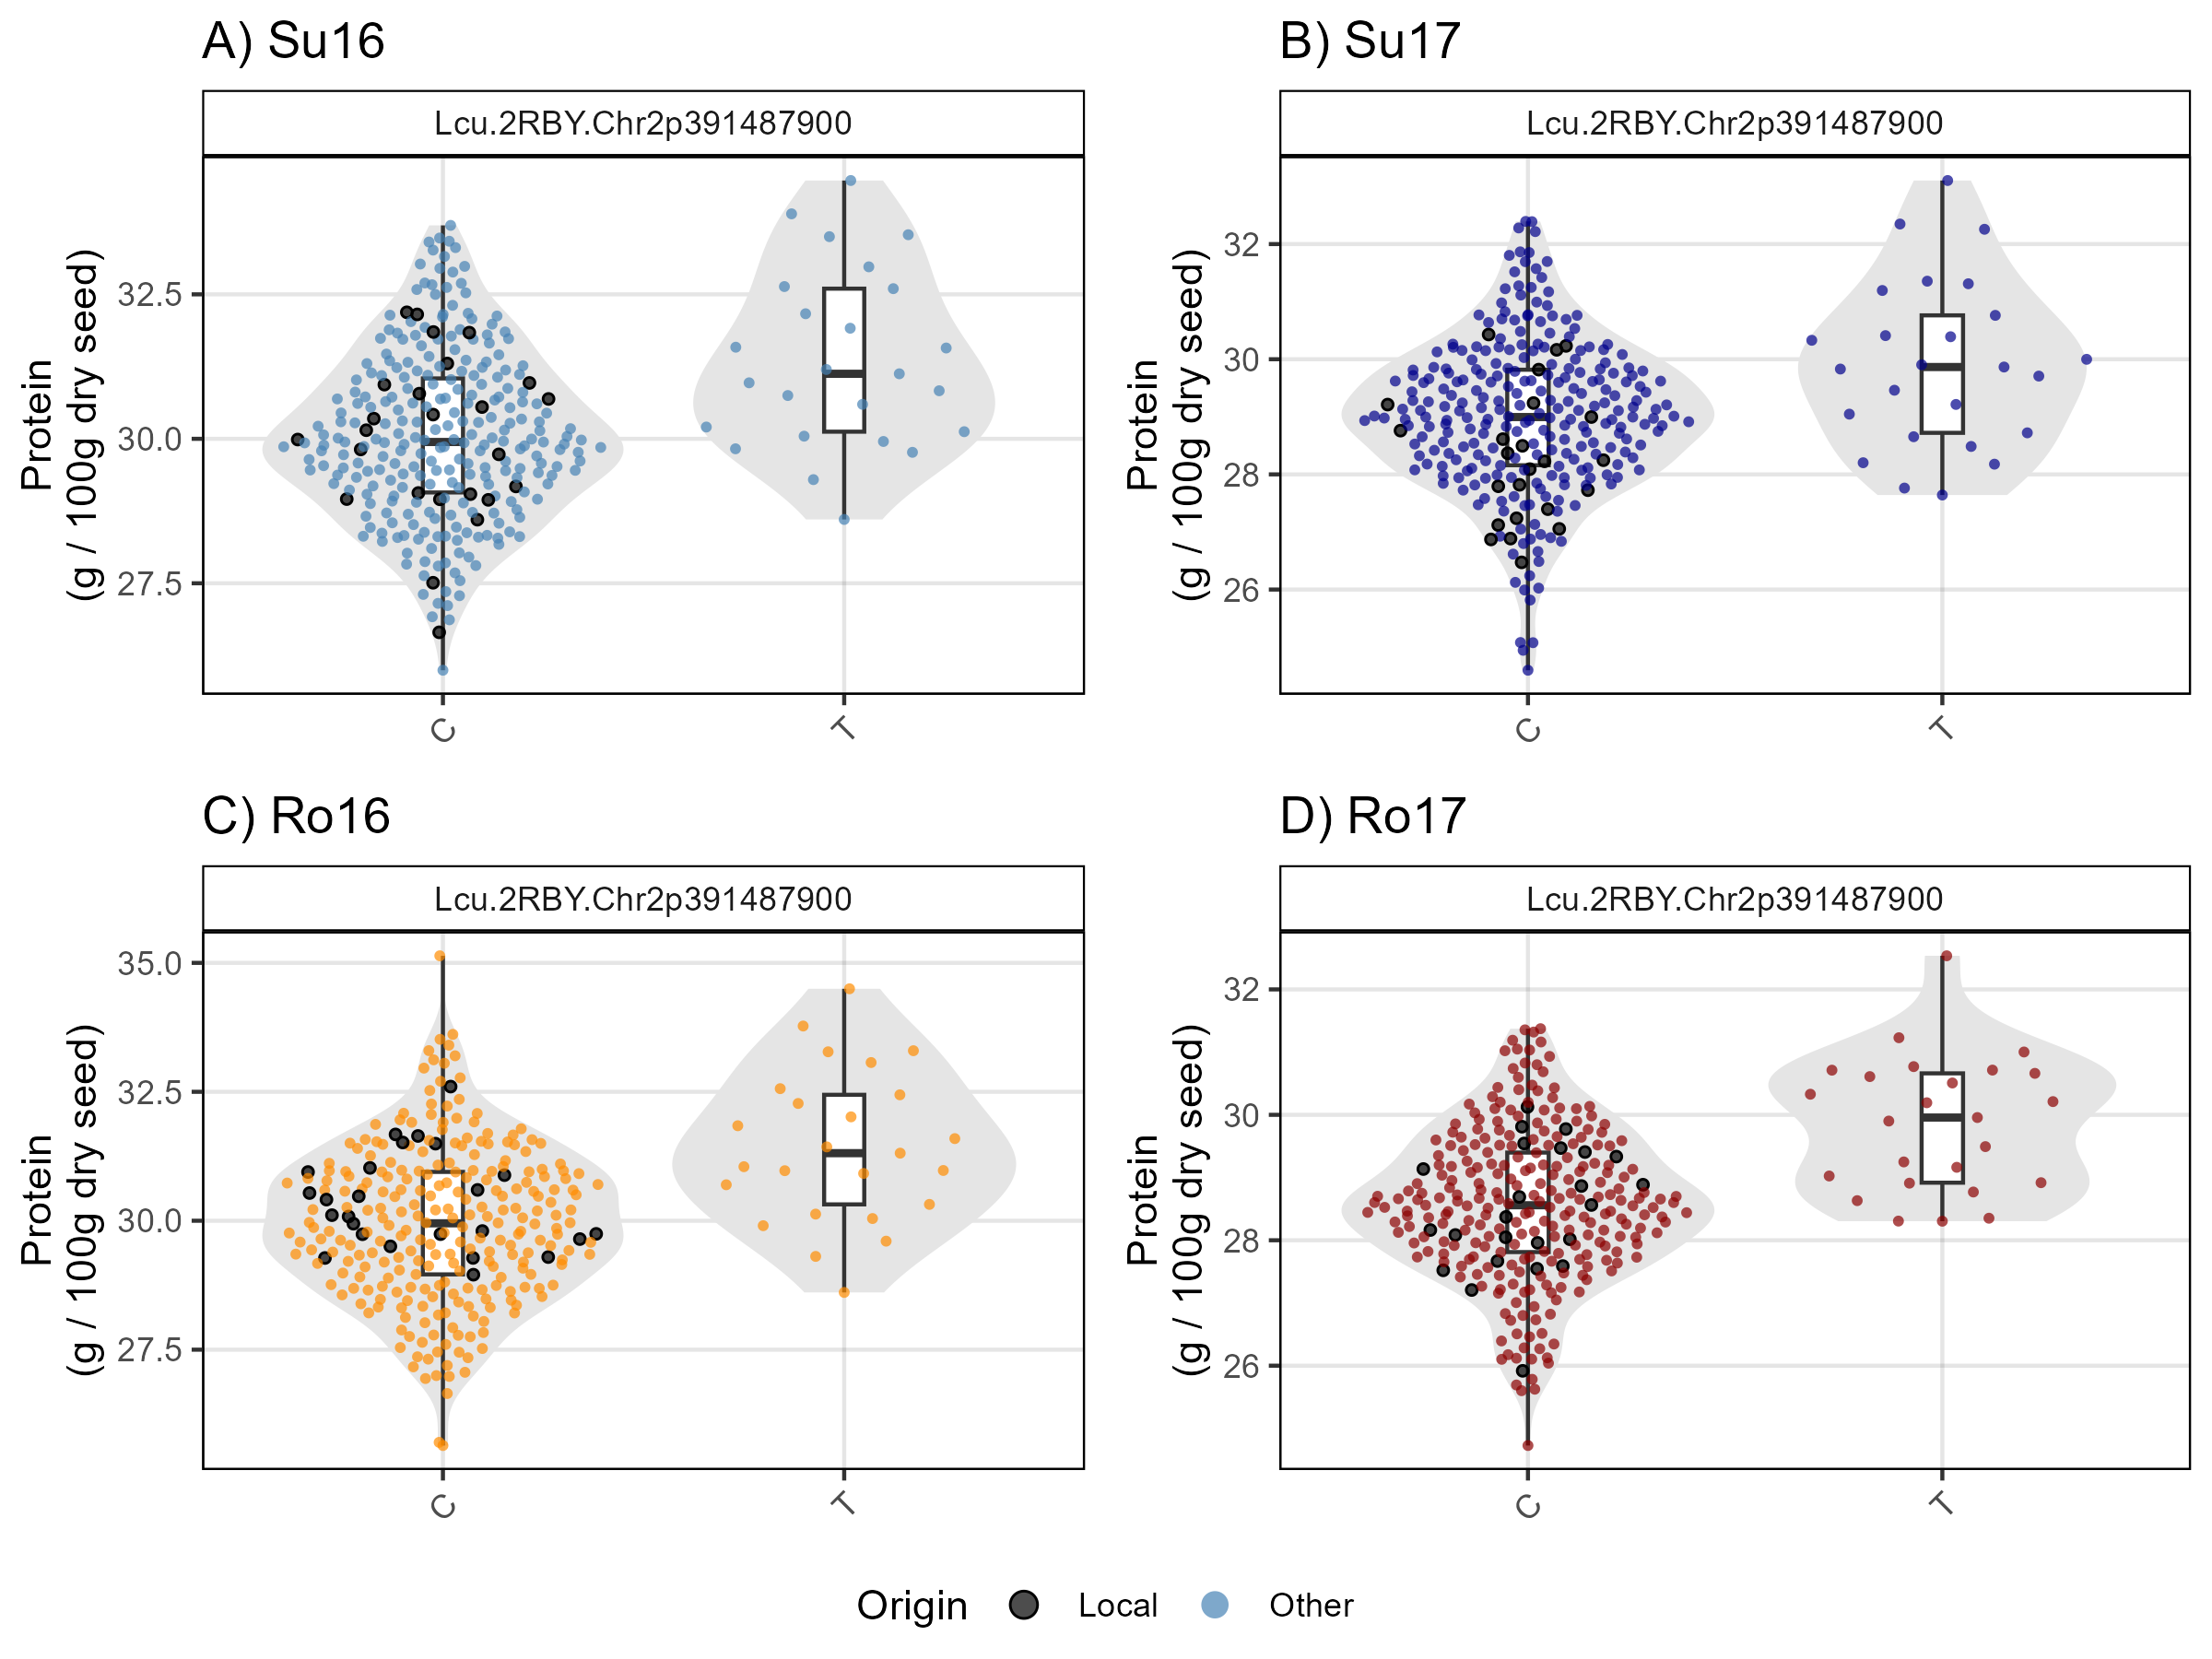 A) Su16
Lcu.2RBY.Chr2p391487900
Protein
(g / 100g dry seed)
32.5
30.0
27.5
C
T
B) Su17
Lcu.2RBY.Chr2p391487900
Protein
(g / 100g dry seed)
32
30
28
26
C
T
C) Ro16
Lcu.2RBY.Chr2p391487900
Protein
(g / 100g dry seed)
35.0
32.5
30.0
27.5
C
T
D) Ro17
Lcu.2RBY.Chr2p391487900
Protein
(g / 100g dry seed)
32
30
28
26
C
T
Origin Local Other